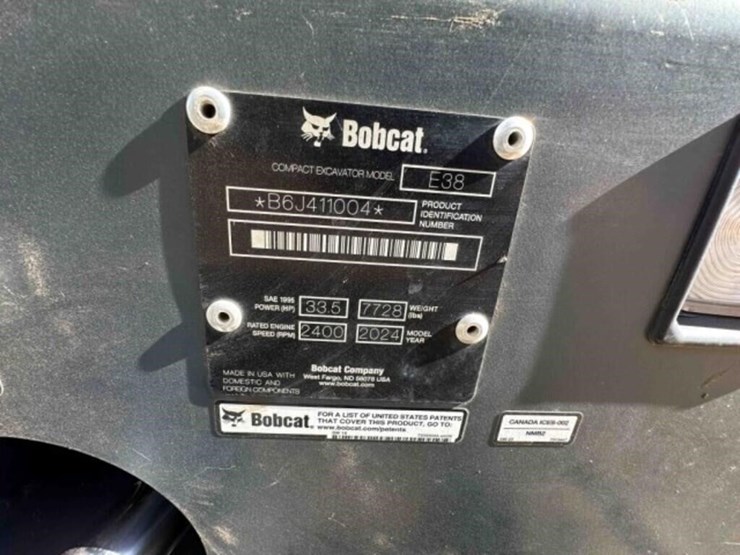 Bobcat.
COMPACT EXCAVATOR MODEL E38
*B6J411004* PRODUCT IDENTIFICATION NUMBER
SAE 1995 POWER (HP) 33.5 7728 WEIGHT (lbs)
RATED ENGINE SPEED (RPM) 2400 2024 MODEL YEAR
MADE IN USA WITH
DOMESTIC AND
FOREIGN COMPONENTS
Bobcat Company
West Fargo, ND 58078 USA
www.bobcat.com
Bobcat.
FOR A LIST OF UNITED STATES PATENTS
THAT COVER THIS PRODUCT, GO TO:
www.bobcat.com/patents
CANADA ICES-002
NMB2